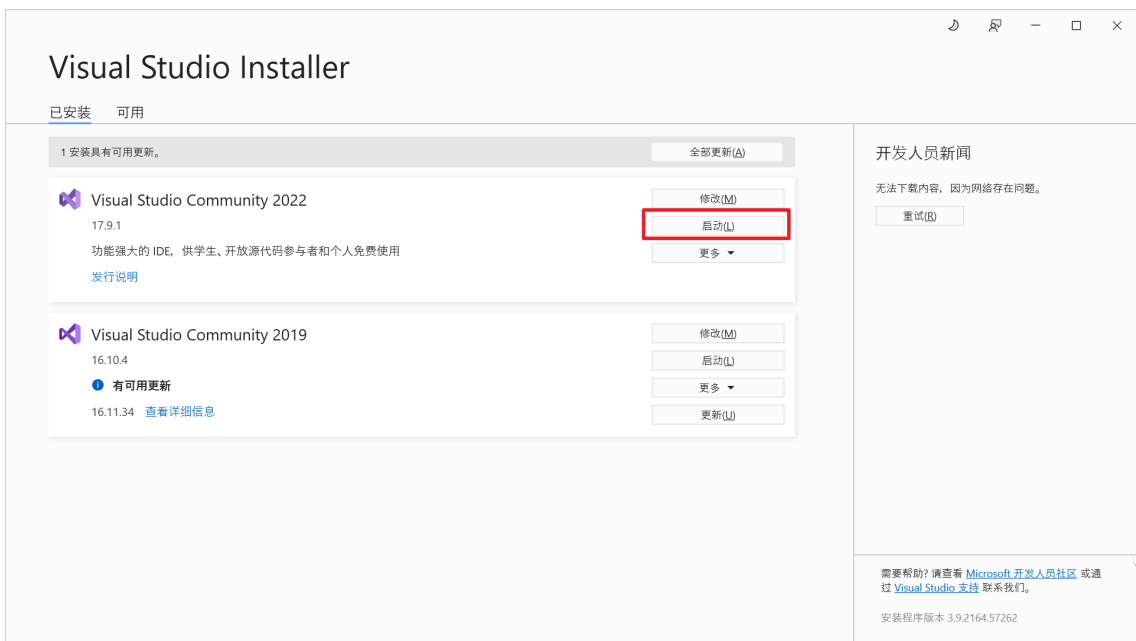 Visual Studio Installer
已安装 可用
1 安装具有可用更新。 全部更新(A)
Visual Studio Community 2022 修改(M)
17.9.1 启动(L)
功能强大的 IDE，供学生、开放源代码参与者和个人免费使用 更多
发行说明
Visual Studio Community 2019 修改(M)
16.10.4 启动(L)
有可用更新 更多
16.11.34 查看详细信息 更新(U)
开发人员新闻
无法下载内容，因为网络存在问题。
重试(R)
需要帮助? 请查看 Microsoft 开发人员社区 或通
过 Visual Studio 支持 联系我们。
安装程序版本 3.9.2164.57262